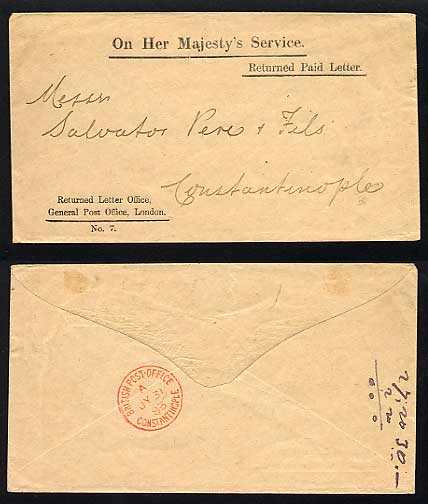 On Her Majesty's Service.
Returned Paid Letter.
Messrs
Salvator Pere & Fils
Constantinople
Returned Letter Office,
General Post Office, London.
No. 7.
BRITISH·POST·OFFICE
A
JY 31
CONSTANTINOPLE